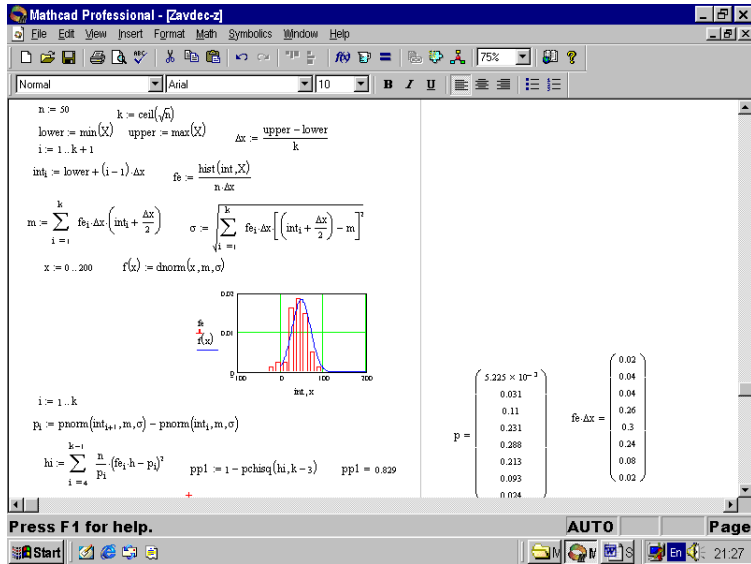 Mathcad Professional - [Zavdec-z]
File Edit View Insert Format Math Symbolics Window Help
75%
Normal Arial 10 B I U
n := 50 k := ceil(√n)
lower := min(X) upper := max(X) Δx := (upper − lower)/k
i := 1..k + 1
int_i := lower + (i − 1)·Δx fe := hist(int,X)/(n·Δx)
m := ∑_{i = 1}^{k} fe_i·Δx·(int_i + Δx/2) σ := √(∑_{i = 1}^{k} fe_i·Δx·[(int_i + Δx/2) − m]²)
x := 0..200 f(x) := dnorm(x,m,σ)
0.02
fe
f(x)
0.01
0
100 0 100 200
int,x
i := 1..k
p_i := pnorm(int_{i+1},m,σ) − pnorm(int_i,m,σ)
hi := ∑_{i = 4}^{k−1} n/p_i·(fe_i·h − p_i)² pp1 := 1 − pchisq(hi,k − 3) pp1 = 0.829
p =
5.225 × 10⁻³
0.031
0.11
0.231
0.288
0.213
0.093
0.024
fe·Δx =
0.02
0.04
0.04
0.26
0.3
0.24
0.08
0.02
Press F1 for help. AUTO Page
Start M M S En 21:27